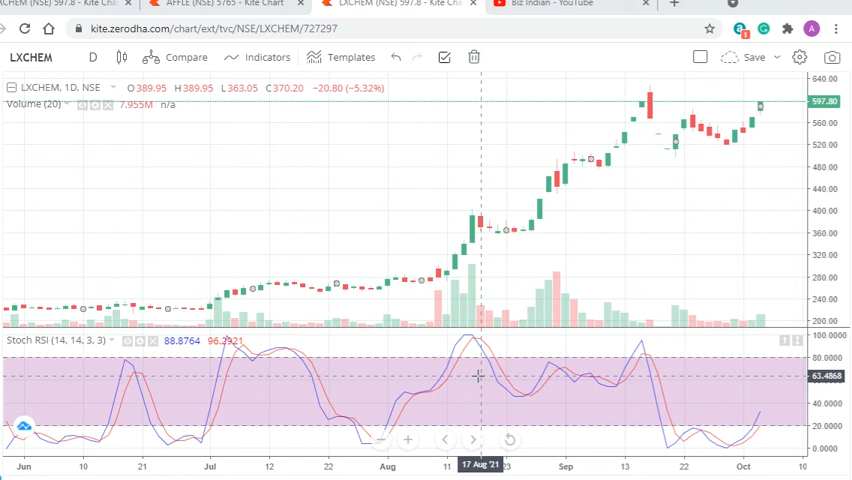 LXCHEM (NSE) 597.8 - Kite Chart × AFFLE (NSE) 5765 - Kite Chart × LXCHEM (NSE) 597.8 - Kite Chart × Biz Indian - YouTube × +
kite.zerodha.com/chart/ext/tvc/NSE/LXCHEM/727297 1 A
LXCHEM D Compare Indicators Templates Save
LXCHEM, 1D, NSE O 389.95 H 389.95 L 363.05 C 370.20 −20.80 (−5.32%)
Volume (20) 7.955M n/a
640.00
597.80
560.00
520.00
480.00
440.00
400.00
360.00
320.00
280.00
240.00
200.00
Stoch RSI (14, 14, 3, 3) 88.8764 96.2921
100.0000
80.0000
63.4868
40.0000
20.0000
0.0000
Jun 10 21 Jul 12 22 Aug 11 17 Aug '21 23 Sep 13 22 Oct 10